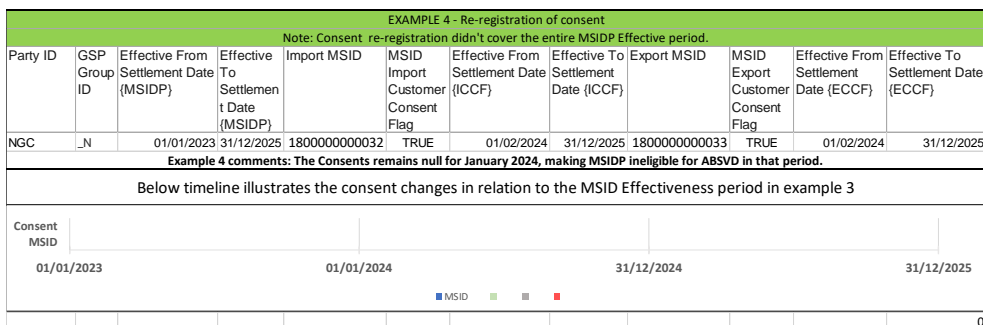 EXAMPLE 4 - Re-registration of consent
Note: Consent re-registration didn't cover the entire MSIDP Effective period.
Party ID GSP Effective From Effective Import MSID MSID Effective From Effective To Export MSID MSID Effective From Effective To
Group Settlement Date To Import Settlement Date Settlement Export Settlement Settlement Date
ID {MSIDP} Settlemen Customer {ICCF} Date {ICCF} Customer Date {ECCF} {ECCF}
t Date Consent Consent
{MSIDP} Flag Flag
NGC _N 01/01/2023 31/12/2025 1800000000032 TRUE 01/02/2024 31/12/2025 1800000000033 TRUE 01/02/2024 31/12/2025
Example 4 comments: The Consents remains null for January 2024, making MSIDP ineligible for ABSVD in that period.
Below timeline illustrates the consent changes in relation to the MSID Effectiveness period in example 3
Consent
MSID
01/01/2023 01/01/2024 31/12/2024 31/12/2025
MSID
0